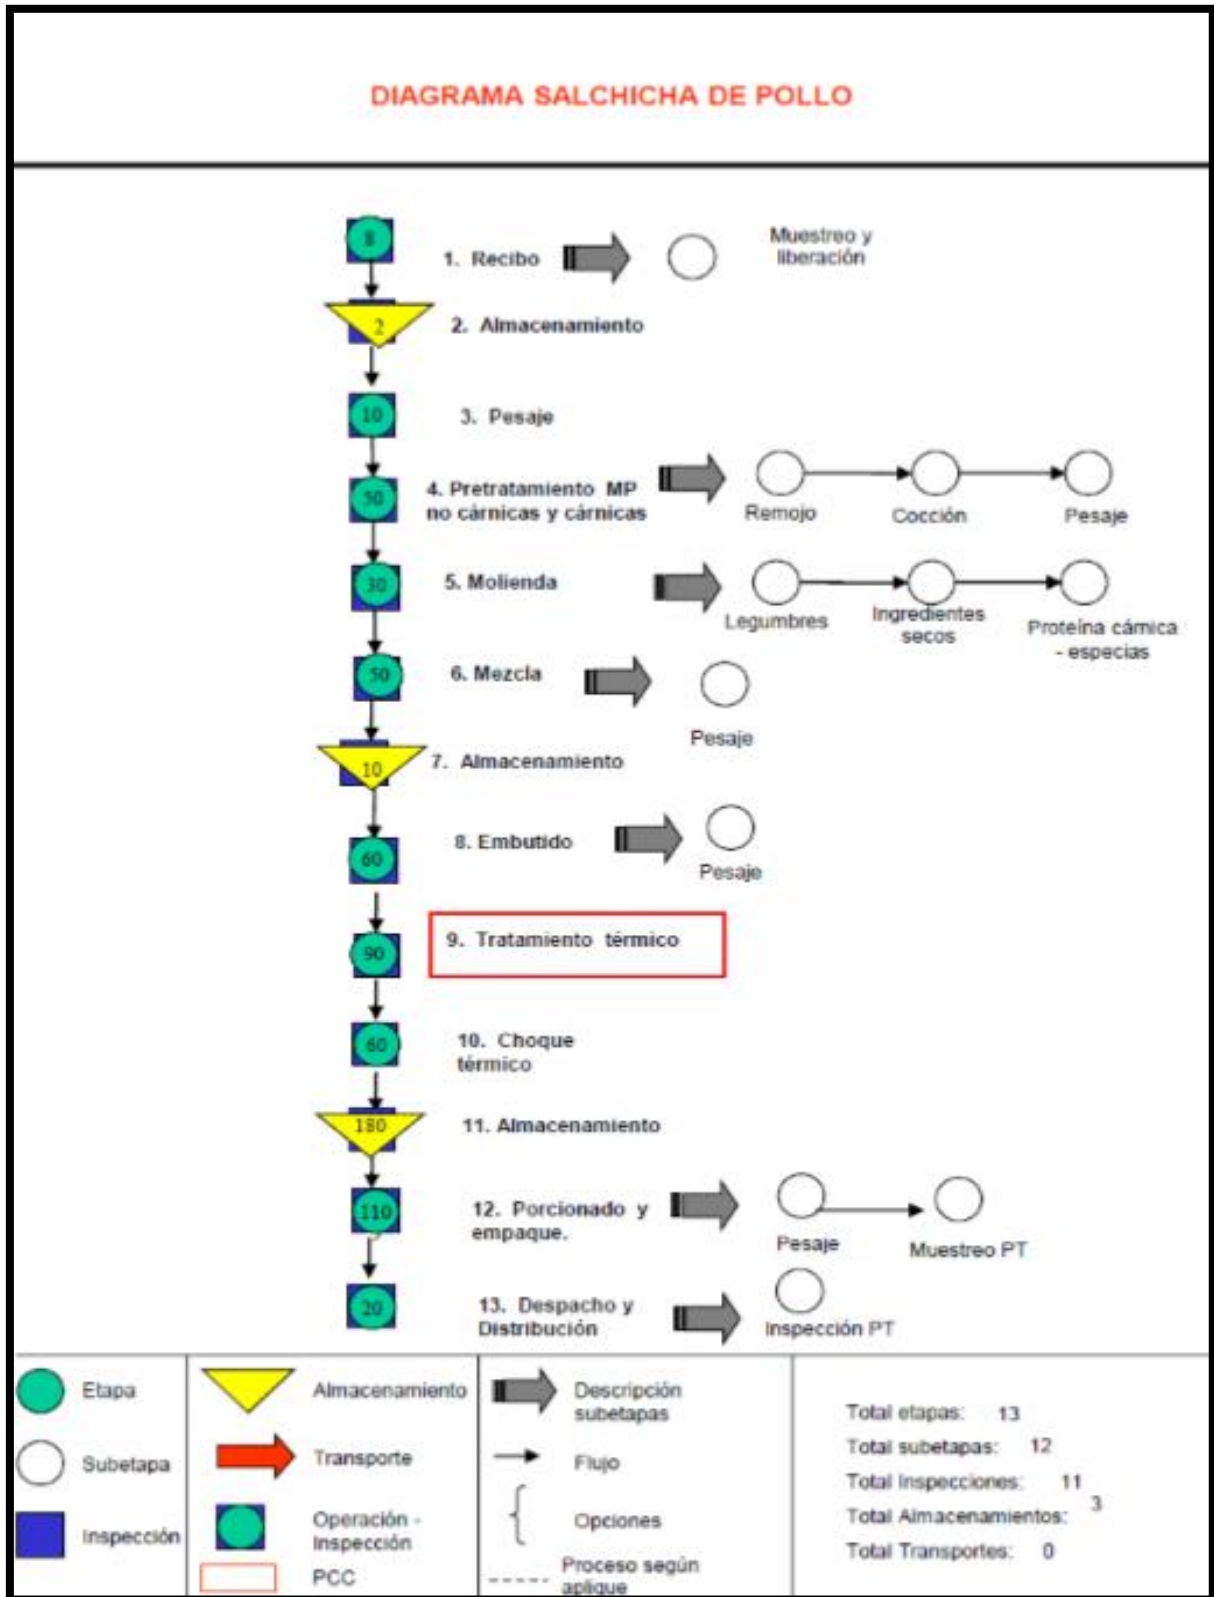 DIAGRAMA SALCHICHA DE POLLO
8
1. Recibo
Muestreo y
liberación
2
2. Almacenamiento
10
3. Pesaje
50
4. Pretratamiento MP
no cárnicas y cárnicas
Remojo
Cocción
Pesaje
30
5. Molienda
Legumbres
Ingredientes
secos
Proteína cárnica
- especias
50
6. Mezcla
Pesaje
10
7. Almacenamiento
60
8. Embutido
Pesaje
90
9. Tratamiento térmico
60
10. Choque
térmico
180
11. Almacenamiento
110
12. Porcionado y
empaque.
Pesaje
Muestreo PT
20
13. Despacho y
Distribución
Inspección PT
Etapa
Subetapa
Inspección
Almacenamiento
Transporte
Operación -
Inspección
PCC
Descripción
subetapas
Flujo
Opciones
Proceso según
aplique
Total etapas: 13
Total subetapas: 12
Total Inspecciones: 11
Total Almacenamientos: 3
Total Transportes: 0